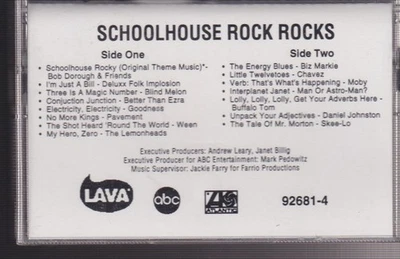 SCHOOLHOUSE ROCK ROCKS
Side One
• Schoolhouse Rocky (Original Theme Music)*-
Bob Dorough & Friends
• I'm Just A Bill - Deluxx Folk Implosion
• Three Is A Magic Number - Blind Melon
• Conjuction Junction - Better Than Ezra
• Electricity, Electricity - Goodness
• No More Kings - Pavement
• The Shot Heard 'Round The World - Ween
• My Hero, Zero - The Lemonheads
Side Two
• The Energy Blues - Biz Markie
• Little Twelvetoes - Chavez
• Verb: That's What's Happening - Moby
• Interplanet Janet - Man Or Astro-Man?
• Lolly, Lolly, Lolly, Get Your Adverbs Here -
Buffalo Tom
• Unpack Your Adjectives - Daniel Johnston
• The Tale Of Mr. Morton - Skee-Lo
Executive Producers: Andrew Leary, Janet Billig
Executive Producer for ABC Entertainment: Mark Pedowitz
Music Supervisor: Jackie Farry for Farrio Productions
LAVA
abc
ATLANTIC
92681-4